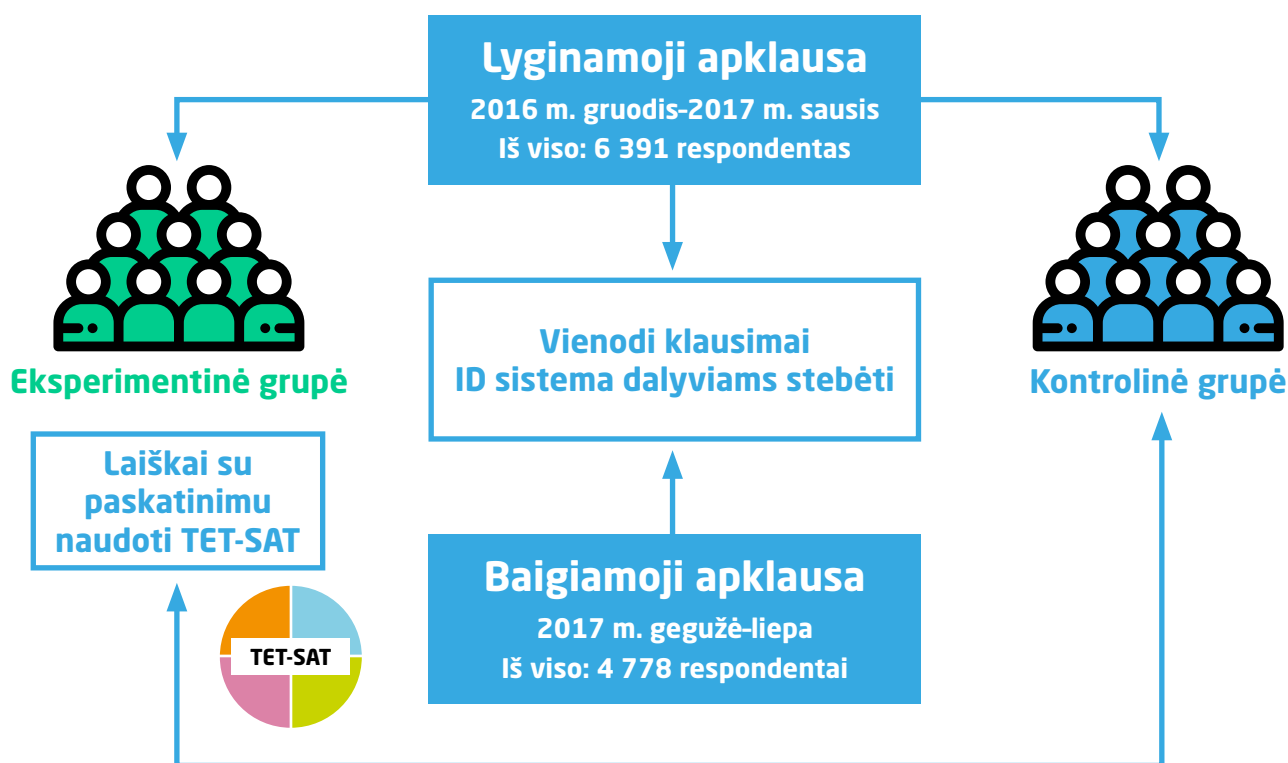 Lyginamoji apklausa
2016 m. gruodis–2017 m. sausis
Iš viso: 6 391 respondentas
Eksperimentinė grupė
Kontrolinė grupė
Vienodi klausimai
ID sistema dalyviams stebėti
Laiškai su
paskatinimu
naudoti TET-SAT
TET-SAT
Baigiamoji apklausa
2017 m. gegužė–liepa
Iš viso: 4 778 respondentai